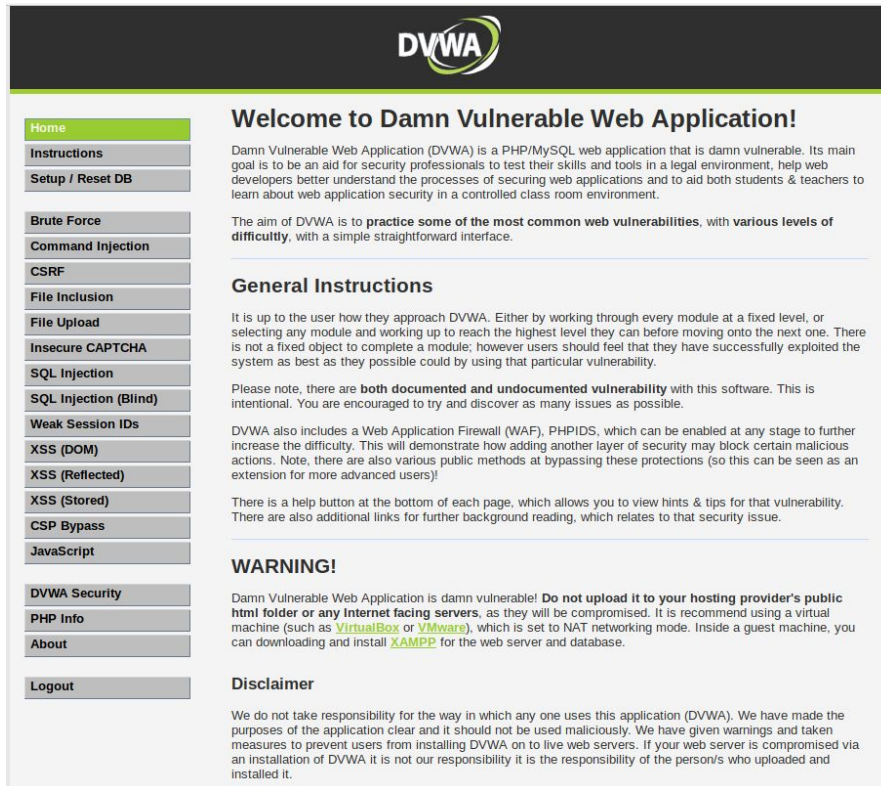 DVWA
Home
Instructions
Setup / Reset DB
Brute Force
Command Injection
CSRF
File Inclusion
File Upload
Insecure CAPTCHA
SQL Injection
SQL Injection (Blind)
Weak Session IDs
XSS (DOM)
XSS (Reflected)
XSS (Stored)
CSP Bypass
JavaScript
DVWA Security
PHP Info
About
Logout
Welcome to Damn Vulnerable Web Application!
Damn Vulnerable Web Application (DVWA) is a PHP/MySQL web application that is damn vulnerable. Its main
goal is to be an aid for security professionals to test their skills and tools in a legal environment, help web
developers better understand the processes of securing web applications and to aid both students & teachers to
learn about web application security in a controlled class room environment.
The aim of DVWA is to practice some of the most common web vulnerabilities, with various levels of
difficultly, with a simple straightforward interface.
General Instructions
It is up to the user how they approach DVWA. Either by working through every module at a fixed level, or
selecting any module and working up to reach the highest level they can before moving onto the next one. There
is not a fixed object to complete a module; however users should feel that they have successfully exploited the
system as best as they possible could by using that particular vulnerability.
Please note, there are both documented and undocumented vulnerability with this software. This is
intentional. You are encouraged to try and discover as many issues as possible.
DVWA also includes a Web Application Firewall (WAF), PHPIDS, which can be enabled at any stage to further
increase the difficulty. This will demonstrate how adding another layer of security may block certain malicious
actions. Note, there are also various public methods at bypassing these protections (so this can be seen as an
extension for more advanced users)!
There is a help button at the bottom of each page, which allows you to view hints & tips for that vulnerability.
There are also additional links for further background reading, which relates to that security issue.
WARNING!
Damn Vulnerable Web Application is damn vulnerable! Do not upload it to your hosting provider's public
html folder or any Internet facing servers, as they will be compromised. It is recommend using a virtual
machine (such as VirtualBox or VMware), which is set to NAT networking mode. Inside a guest machine, you
can downloading and install XAMPP for the web server and database.
Disclaimer
We do not take responsibility for the way in which any one uses this application (DVWA). We have made the
purposes of the application clear and it should not be used maliciously. We have given warnings and taken
measures to prevent users from installing DVWA on to live web servers. If your web server is compromised via
an installation of DVWA it is not our responsibility it is the responsibility of the person/s who uploaded and
installed it.